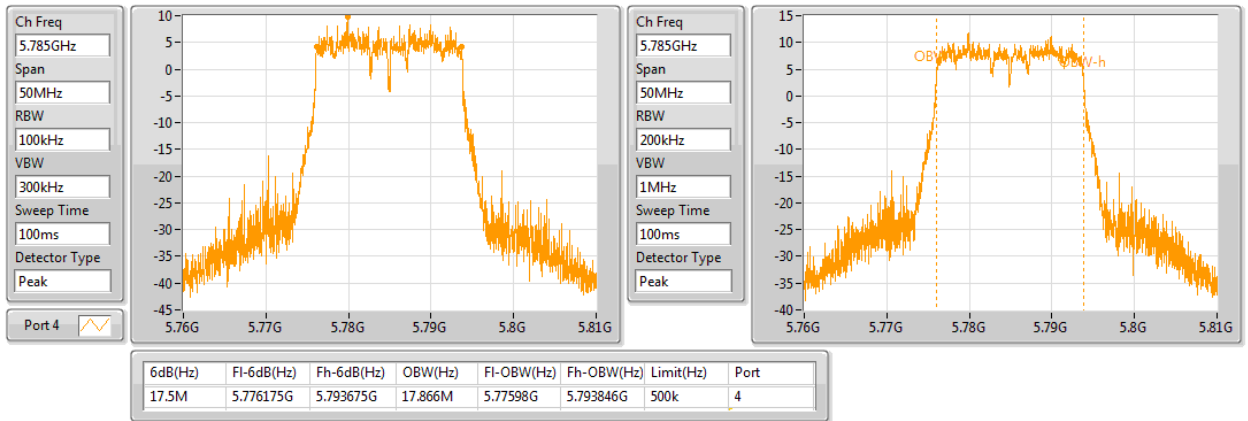 Ch Freq
5.785GHz
Span
50MHz
RBW
100kHz
VBW
300kHz
Sweep Time
100ms
Detector Type
Peak
Port 4
10
5
0
-5
-10
-15
-20
-25
-30
-35
-40
-45
5.76G 5.77G 5.78G 5.79G 5.8G 5.81G
Ch Freq
5.785GHz
Span
50MHz
RBW
200kHz
VBW
1MHz
Sweep Time
100ms
Detector Type
Peak
15
10
5
0
-5
-10
-15
-20
-25
-30
-35
-40
5.76G 5.77G 5.78G 5.79G 5.8G 5.81G
6dB(Hz) Fl-6dB(Hz) Fh-6dB(Hz) OBW(Hz) Fl-OBW(Hz) Fh-OBW(Hz) Limit(Hz) Port
17.5M 5.776175G 5.793675G 17.866M 5.77598G 5.793846G 500k 4